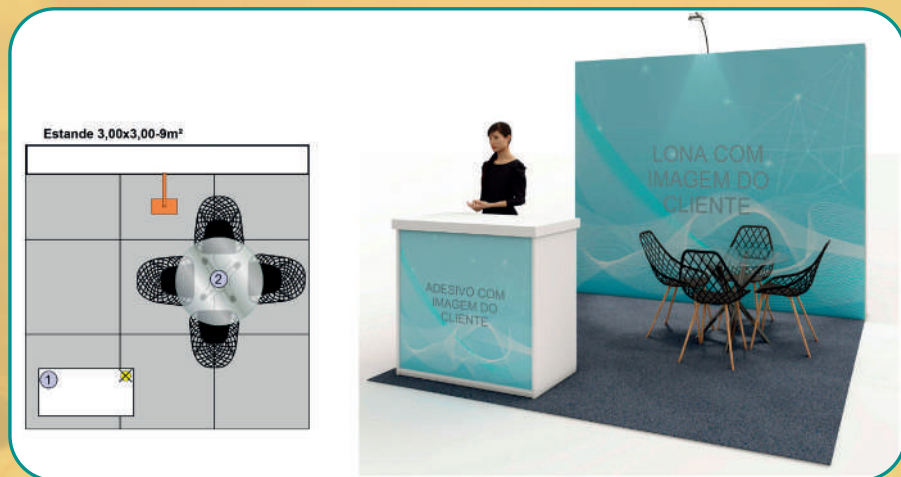 Estande 3,00x3,00-9m²
1
2
LONA COM
IMAGEM DO
CLIENTE
ADESIVO COM
IMAGEM DO
CLIENTE